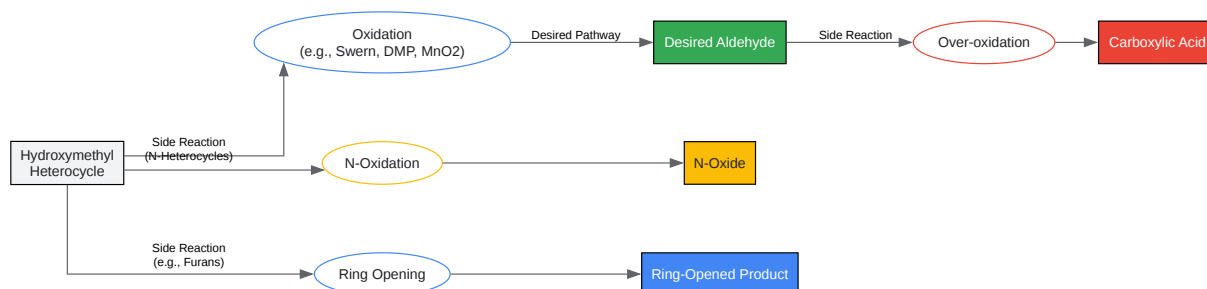 Oxidation
(e.g., Swern, DMP, MnO2)
Desired Pathway
Desired Aldehyde
Side Reaction
Over-oxidation
Carboxylic Acid
Hydroxymethyl
Heterocycle
Side Reaction
(N-Heterocycles)
N-Oxidation
N-Oxide
Side Reaction
(e.g., Furans)
Ring Opening
Ring-Opened Product